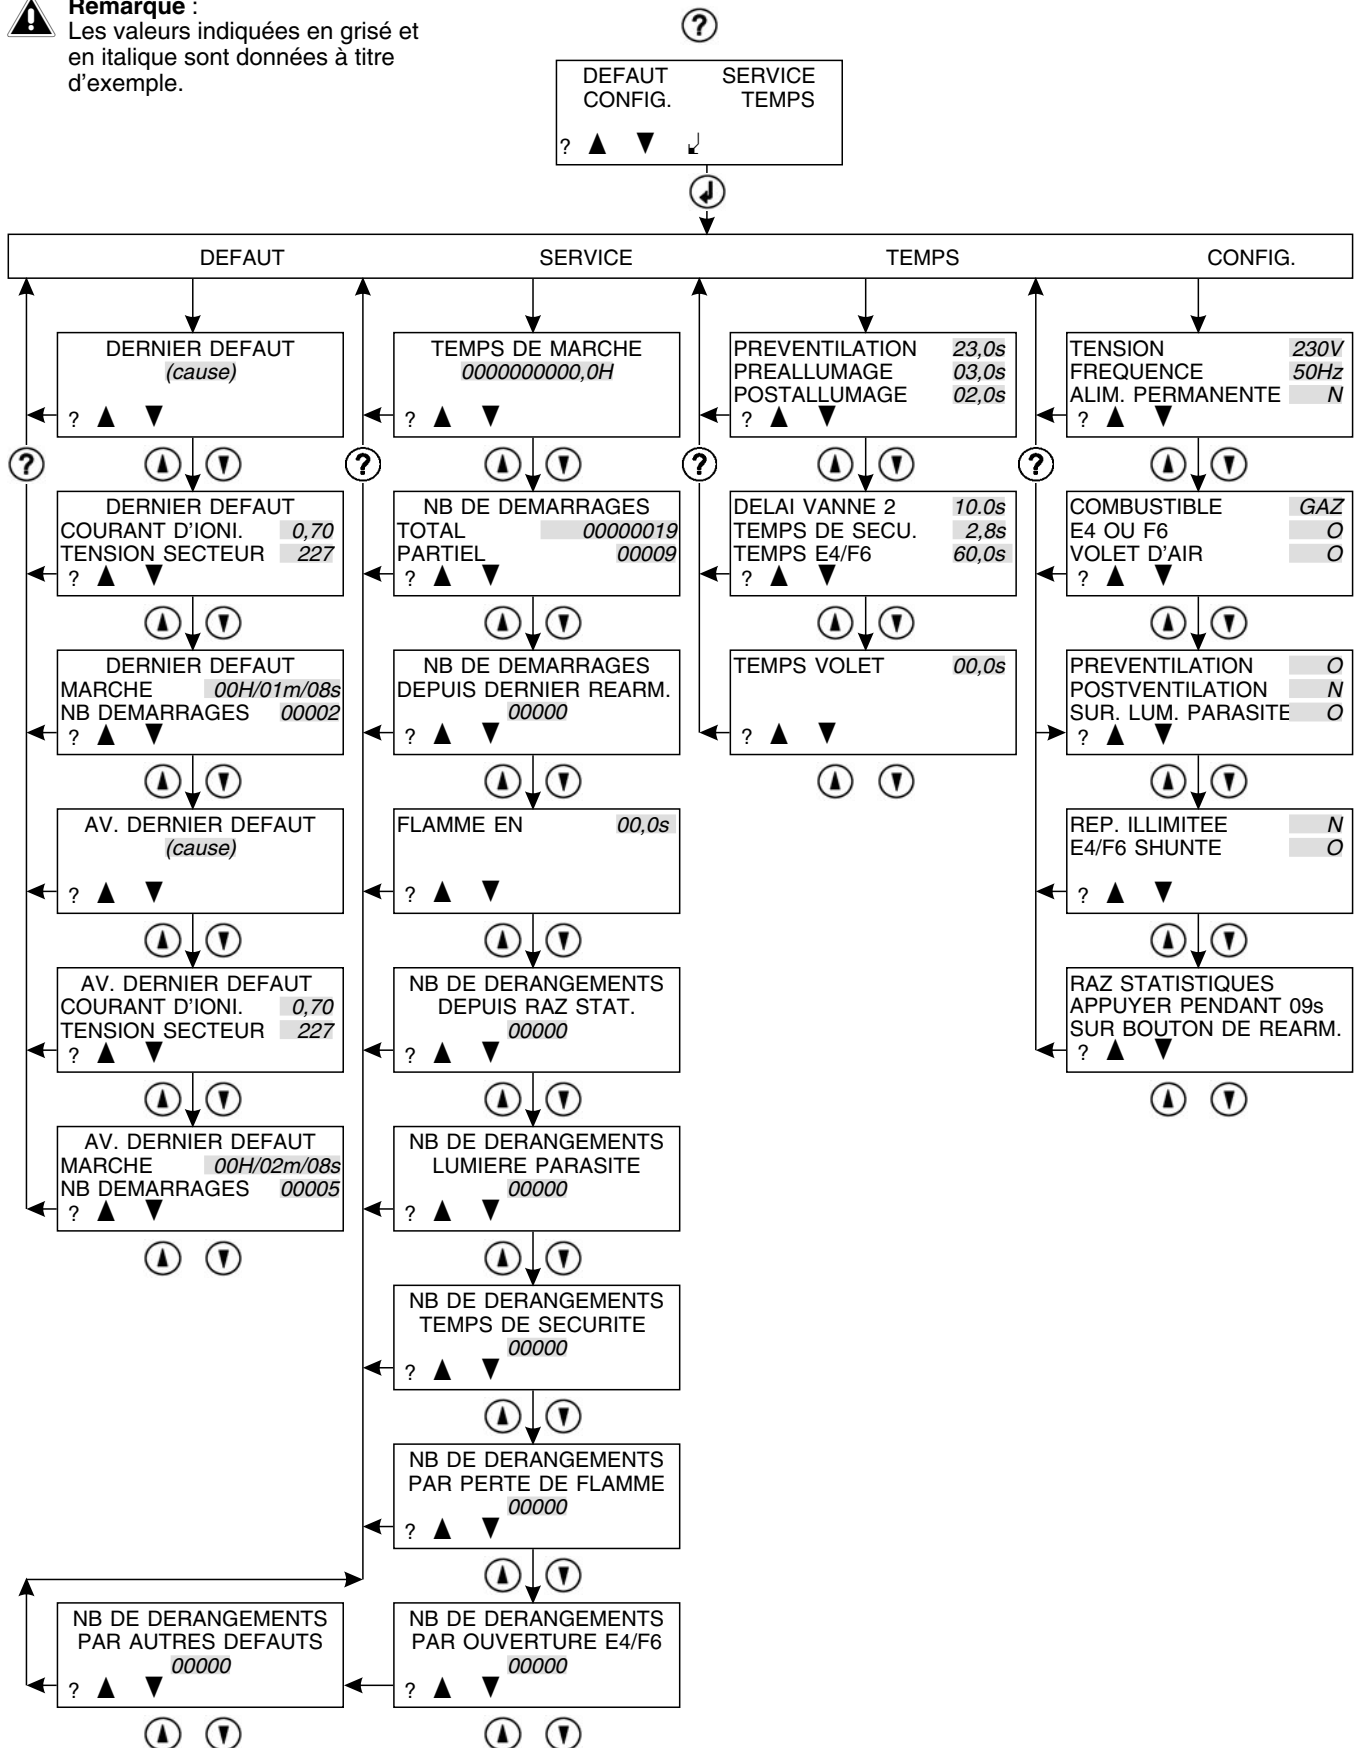 Remarque :
Les valeurs indiquées en grisé et
en italique sont données à titre
d'exemple.
?
DEFAUT SERVICE
CONFIG. TEMPS
?
DEFAUT SERVICE TEMPS CONFIG.
DERNIER DEFAUT
(cause)
?
?
DERNIER DEFAUT
COURANT D'IONI. 0,70
TENSION SECTEUR 227
?
DERNIER DEFAUT
MARCHE 00H/01m/08s
NB DEMARRAGES 00002
?
AV. DERNIER DEFAUT
(cause)
?
AV. DERNIER DEFAUT
COURANT D'IONI. 0,70
TENSION SECTEUR 227
?
AV. DERNIER DEFAUT
MARCHE 00H/02m/08s
NB DEMARRAGES 00005
?
TEMPS DE MARCHE
0000000000,0H
?
?
NB DE DEMARRAGES
TOTAL 00000019
PARTIEL 00009
?
NB DE DEMARRAGES
DEPUIS DERNIER REARM.
00000
?
FLAMME EN 00,0s
?
NB DE DERANGEMENTS
DEPUIS RAZ STAT.
00000
?
NB DE DERANGEMENTS
LUMIERE PARASITE
00000
?
NB DE DERANGEMENTS
TEMPS DE SECURITE
00000
?
NB DE DERANGEMENTS
PAR PERTE DE FLAMME
00000
?
NB DE DERANGEMENTS
PAR OUVERTURE E4/F6
00000
?
NB DE DERANGEMENTS
PAR AUTRES DEFAUTS
00000
?
PREVENTILATION 23,0s
PREALLUMAGE 03,0s
POSTALLUMAGE 02,0s
?
?
DELAI VANNE 2 10.0s
TEMPS DE SECU. 2,8s
TEMPS E4/F6 60,0s
?
TEMPS VOLET 00,0s
?
TENSION 230V
FREQUENCE 50Hz
ALIM. PERMANENTE N
?
?
COMBUSTIBLE GAZ
E4 OU F6 O
VOLET D'AIR O
?
PREVENTILATION O
POSTVENTILATION N
SUR. LUM. PARASITE O
?
REP. ILLIMITEE N
E4/F6 SHUNTE O
?
RAZ STATISTIQUES
APPUYER PENDANT 09s
SUR BOUTON DE REARM.
?